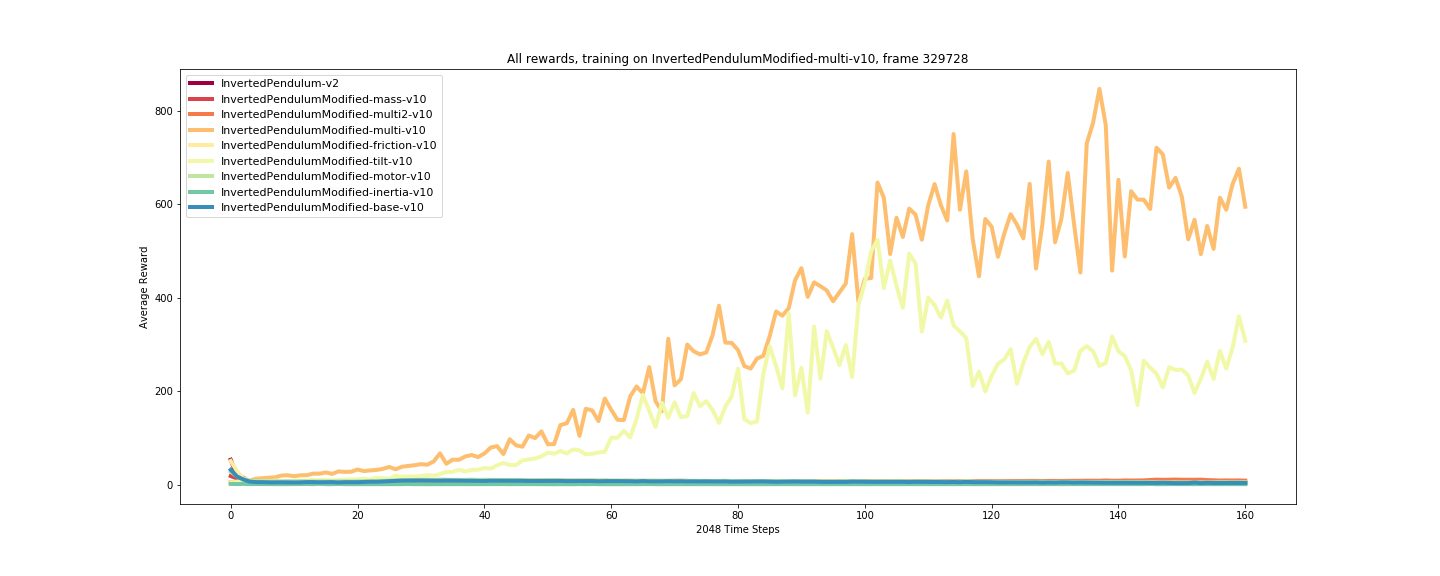 All rewards, training on InvertedPendulumModified-multi-v10, frame 329728
InvertedPendulum-v2
InvertedPendulumModified-mass-v10
InvertedPendulumModified-multi2-v10
InvertedPendulumModified-multi-v10
InvertedPendulumModified-friction-v10
InvertedPendulumModified-tilt-v10
InvertedPendulumModified-motor-v10
InvertedPendulumModified-inertia-v10
InvertedPendulumModified-base-v10
Average Reward
800
600
400
200
0
0 20 40 60 80 100 120 140 160
2048 Time Steps